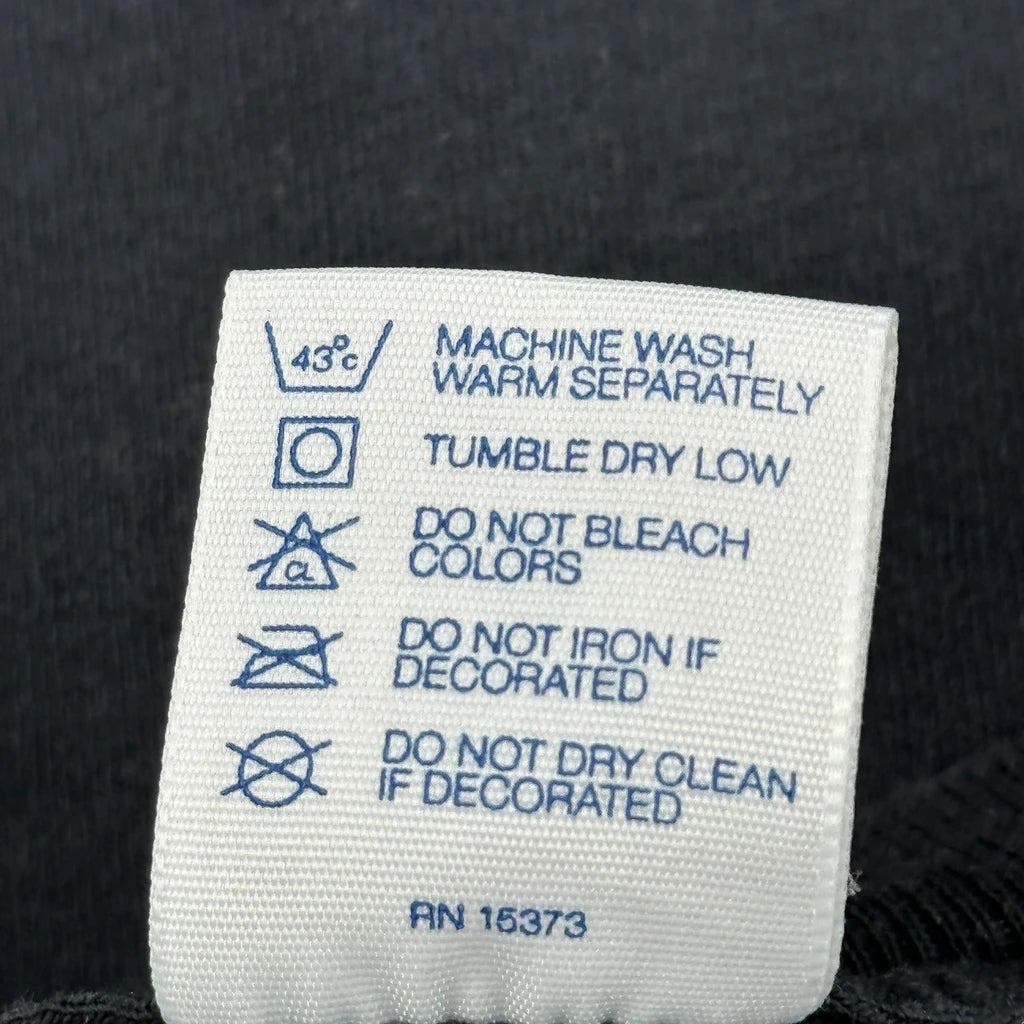 43°c
MACHINE WASH
WARM SEPARATELY
TUMBLE DRY LOW
DO NOT BLEACH
COLORS
cl
DO NOT IRON IF
DECORATED
DO NOT DRY CLEAN
IF DECORATED
RN 15373